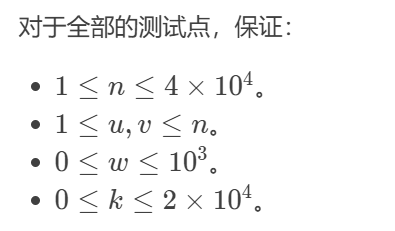 对于全部的测试点，保证：
• 1 ≤ n ≤ 4 × 10⁴。
• 1 ≤ u, v ≤ n。
• 0 ≤ w ≤ 10³。
• 0 ≤ k ≤ 2 × 10⁴。